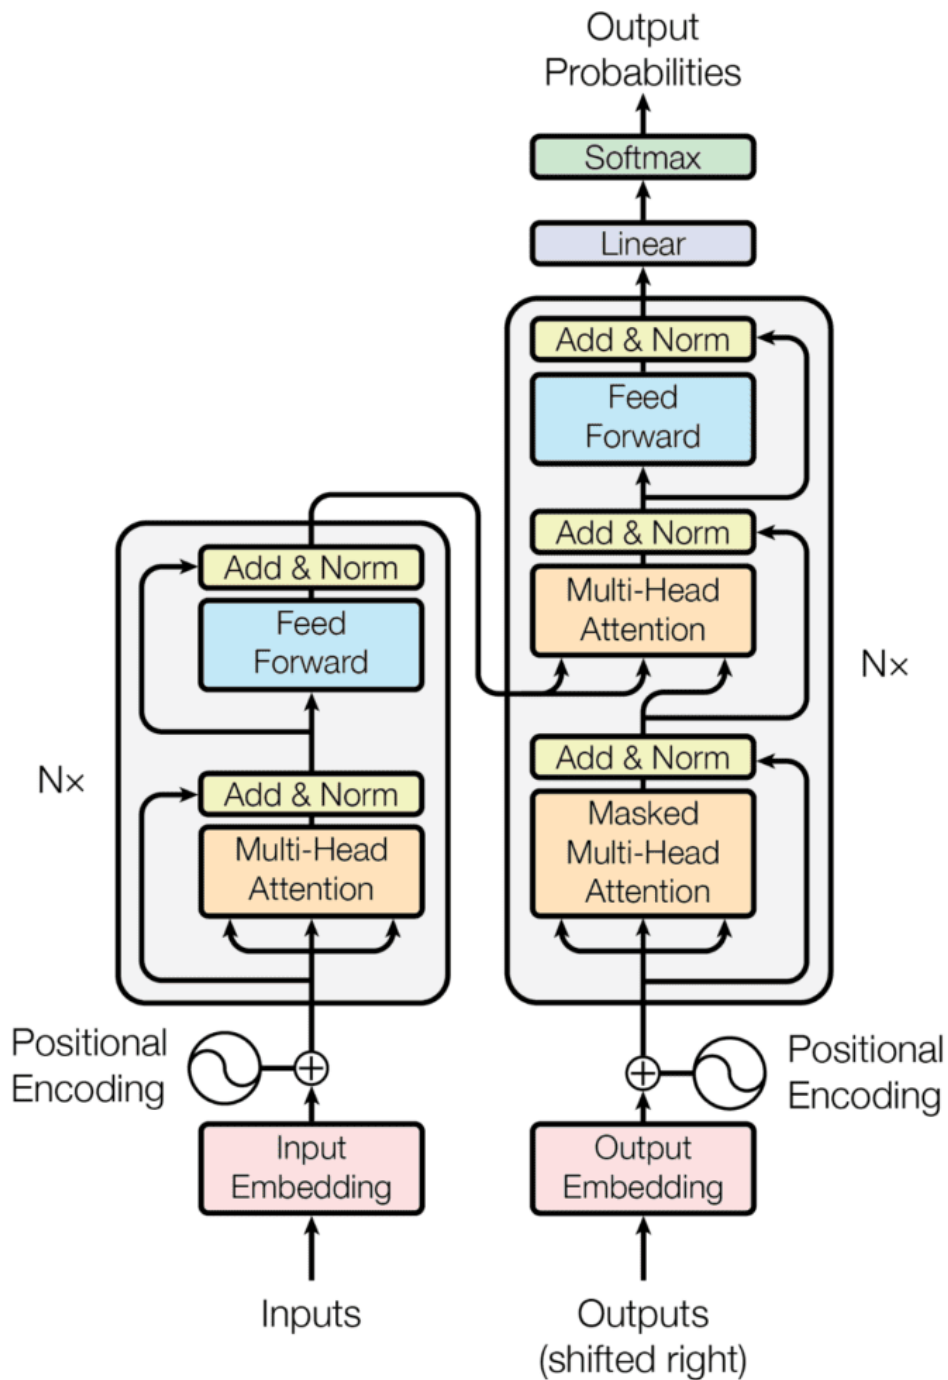 Output
Probabilities
Softmax
Linear
Add & Norm
Feed
Forward
Add & Norm
Multi-Head
Attention
N×
Add & Norm
Masked
Multi-Head
Attention
Add & Norm
Feed
Forward
N×
Add & Norm
Multi-Head
Attention
Positional
Encoding
Positional
Encoding
Input
Embedding
Output
Embedding
Inputs
Outputs
(shifted right)